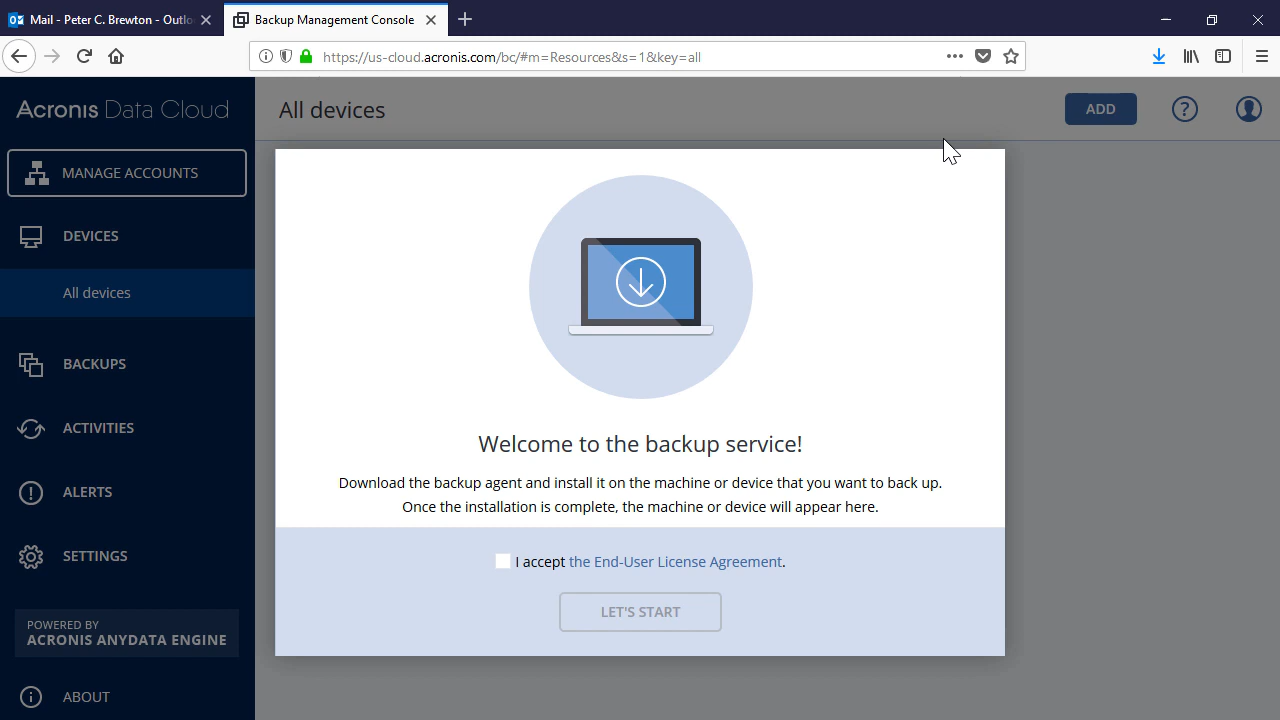 Mail - Peter C. Brewton - Outlo
Backup Management Console
https://us-cloud.acronis.com/bc/#m=Resources&s=1&key=all
Acronis Data Cloud
All devices
ADD
MANAGE ACCOUNTS
DEVICES
All devices
BACKUPS
ACTIVITIES
ALERTS
SETTINGS
POWERED BY
ACRONIS ANYDATA ENGINE
ABOUT
Welcome to the backup service!
Download the backup agent and install it on the machine or device that you want to back up.
Once the installation is complete, the machine or device will appear here.
I accept the End-User License Agreement.
LET'S START